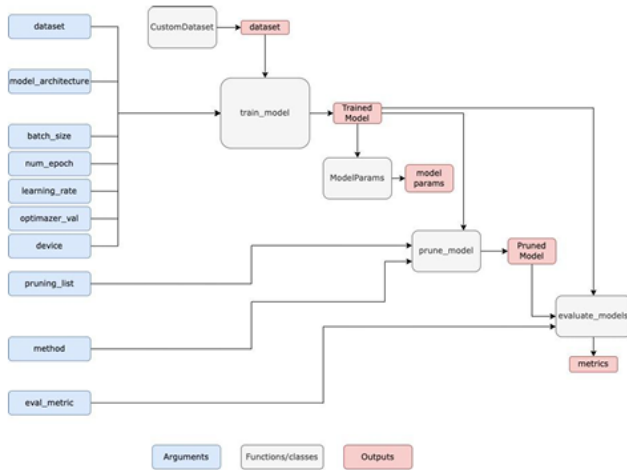 dataset
CustomDataset
dataset
model_architecture
train_model
Trained
Model
batch_size
num_epoch
learning_rate
optimazer_val
device
ModelParams
model
params
prune_model
Pruned
Model
pruning_list
evaluate_models
method
metrics
eval_metric
Arguments
Functions/classes
Outputs